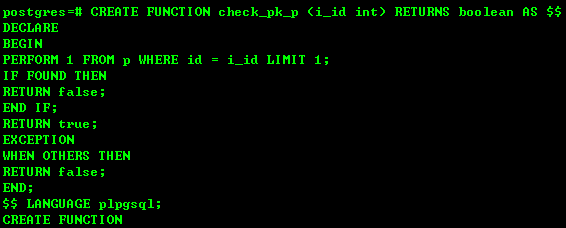 postgres=# CREATE FUNCTION check_pk_p (i_id int) RETURNS boolean AS $$
DECLARE
BEGIN
PERFORM 1 FROM p WHERE id = i_id LIMIT 1;
IF FOUND THEN
RETURN false;
END IF;
RETURN true;
EXCEPTION
WHEN OTHERS THEN
RETURN false;
END;
$$ LANGUAGE plpgsql;
CREATE FUNCTION